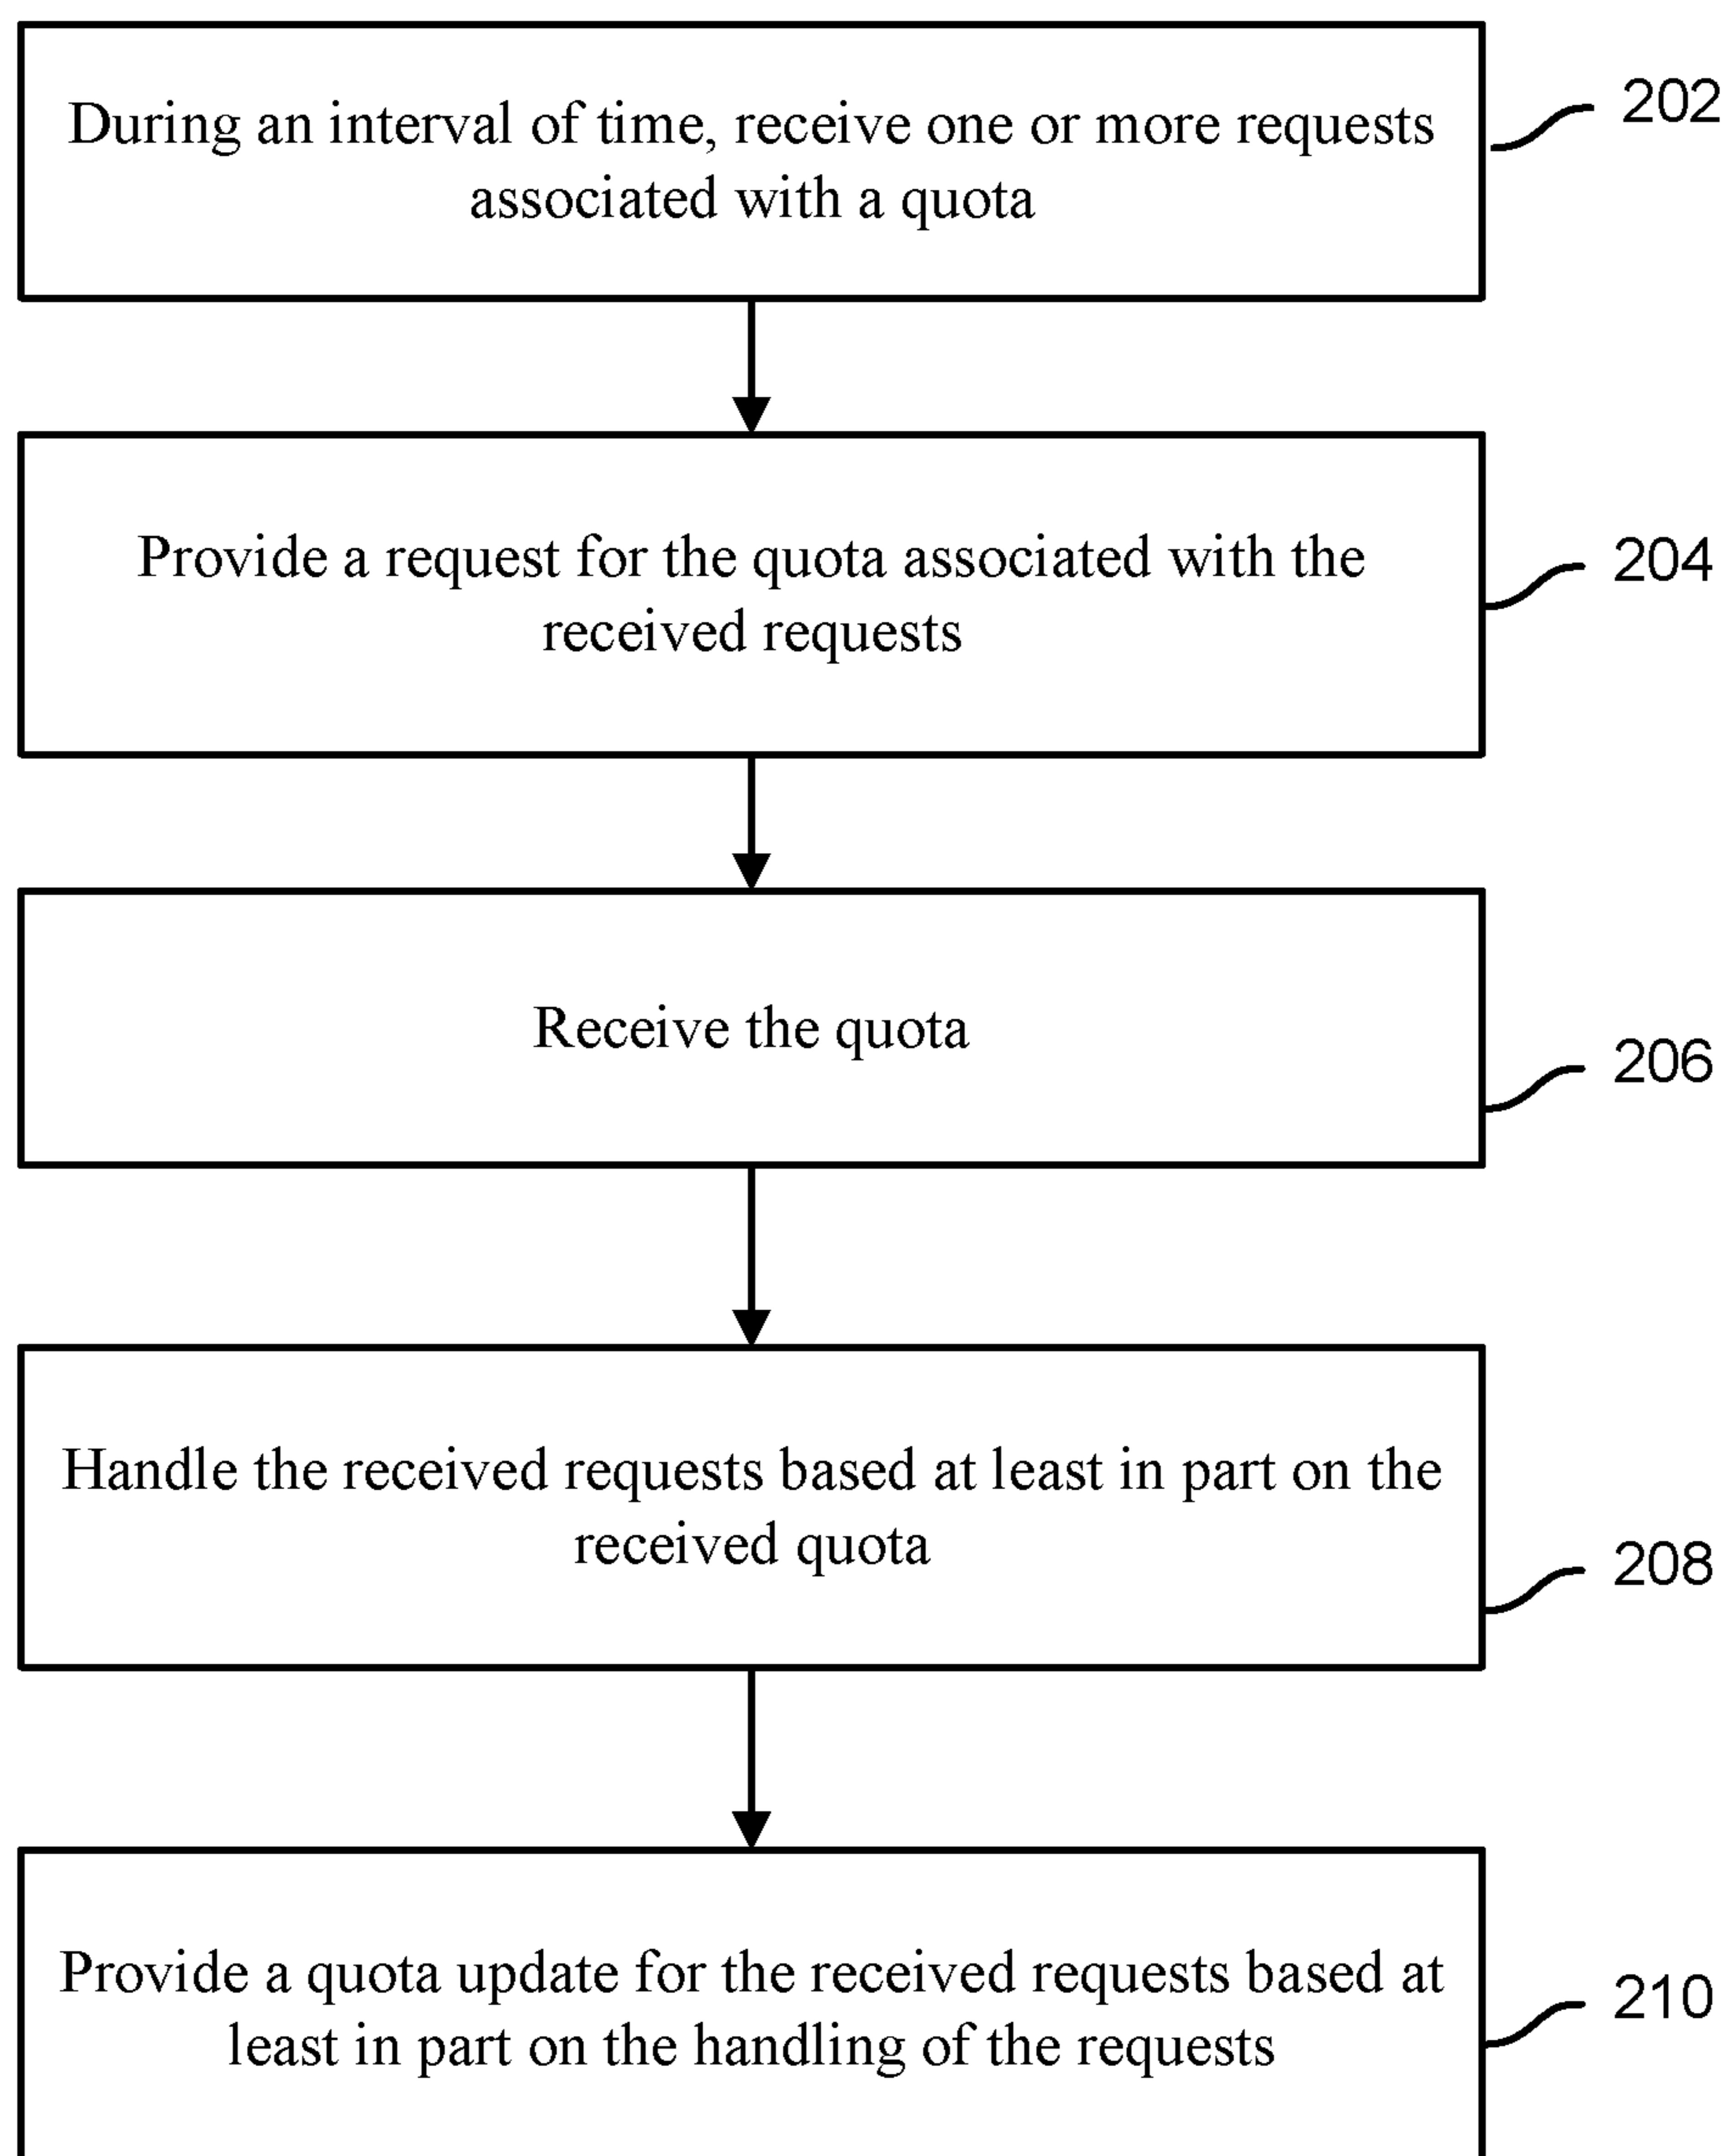 During an interval of time, receive one or more requests
associated with a quota
202
Provide a request for the quota associated with the
received requests
204
Receive the quota
206
Handle the received requests based at least in part on the
received quota
208
Provide a quota update for the received requests based at
least in part on the handling of the requests
210